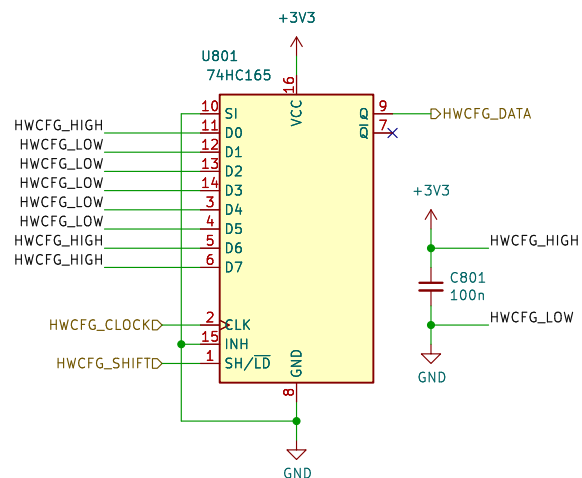 +3V3
U801
74HC165
16
VCC
10 SI
Q 9 HWCFG_DATA
HWCFG_HIGH 11 D0
Q 7
HWCFG_LOW 12 D1
HWCFG_LOW 13 D2
HWCFG_LOW 14 D3
HWCFG_LOW 3 D4
HWCFG_LOW 4 D5
HWCFG_HIGH 5 D6
HWCFG_HIGH 6 D7
HWCFG_CLOCK 2 CLK
15 INH
HWCFG_SHIFT 1 SH/LD
GND
8
GND
+3V3
HWCFG_HIGH
C801
100n
HWCFG_LOW
GND